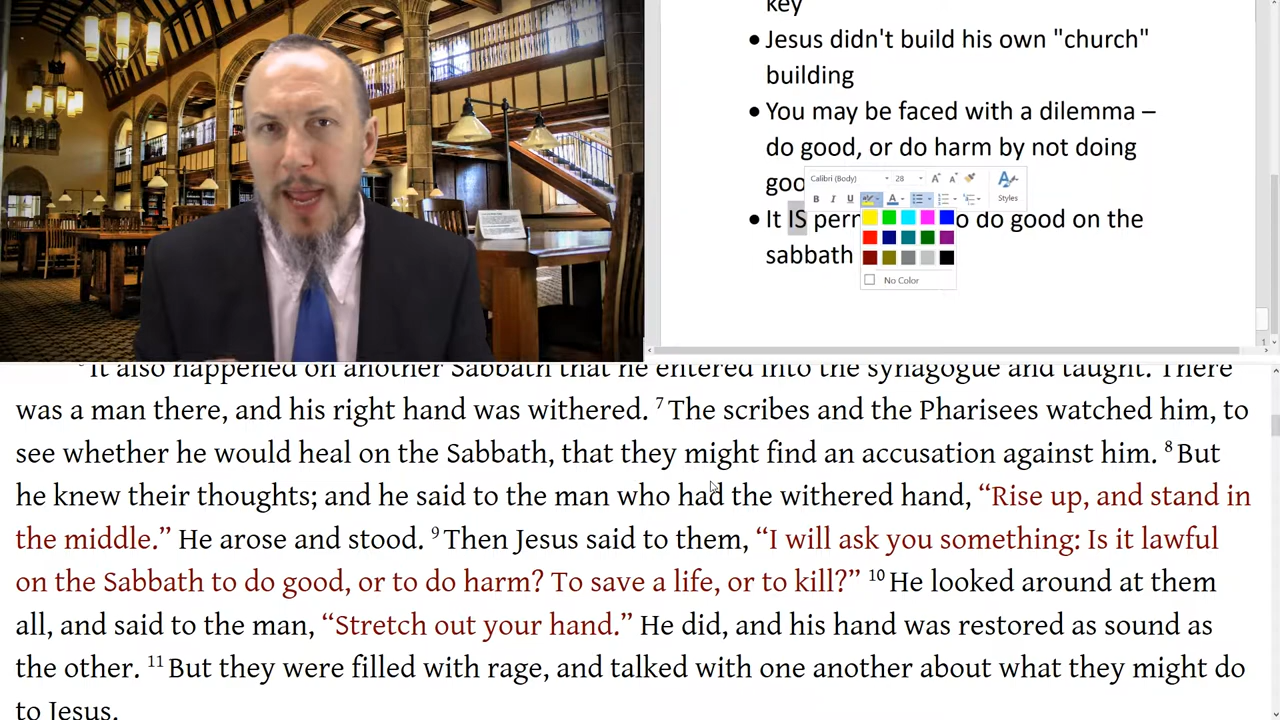 key
• Jesus didn't build his own "church"
building
• You may be faced with a dilemma –
do good, or do harm by not doing
goo
Calibri (Body) 28
B I U Styles
• It IS perm o do good on the
sabbath
No Color
1
It also happened on another Sabbath that he entered into the synagogue and taught. There
was a man there, and his right hand was withered. ⁷ The scribes and the Pharisees watched him, to
see whether he would heal on the Sabbath, that they might find an accusation against him. ⁸ But
he knew their thoughts; and he said to the man who had the withered hand, “Rise up, and stand in
the middle.” He arose and stood. ⁹ Then Jesus said to them, “I will ask you something: Is it lawful
on the Sabbath to do good, or to do harm? To save a life, or to kill?” ¹⁰ He looked around at them
all, and said to the man, “Stretch out your hand.” He did, and his hand was restored as sound as
the other. ¹¹ But they were filled with rage, and talked with one another about what they might do
to Jesus.